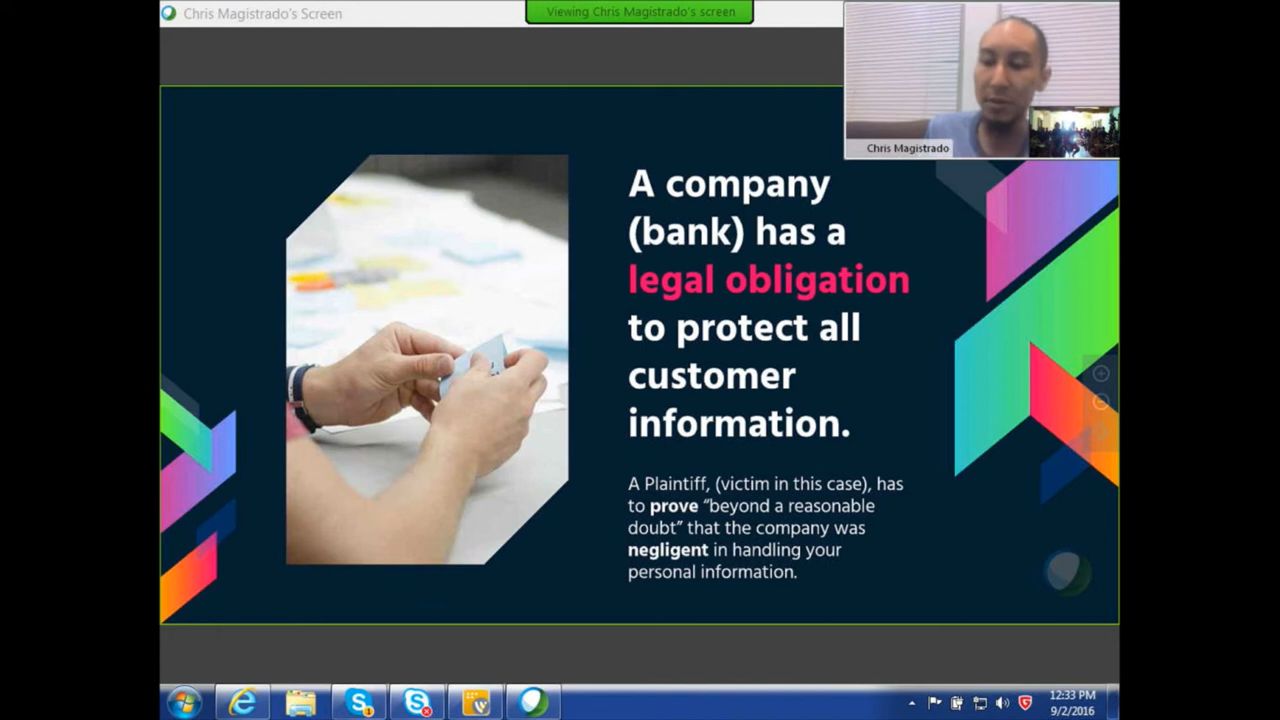 Chris Magistrado's Screen
Viewing Chris Magistrado's screen
Chris Magistrado
A company
(bank) has a
legal obligation
to protect all
customer
information.
A Plaintiff, (victim in this case), has
to prove “beyond a reasonable
doubt” that the company was
negligent in handling your
personal information.
12:33 PM
9/2/2016